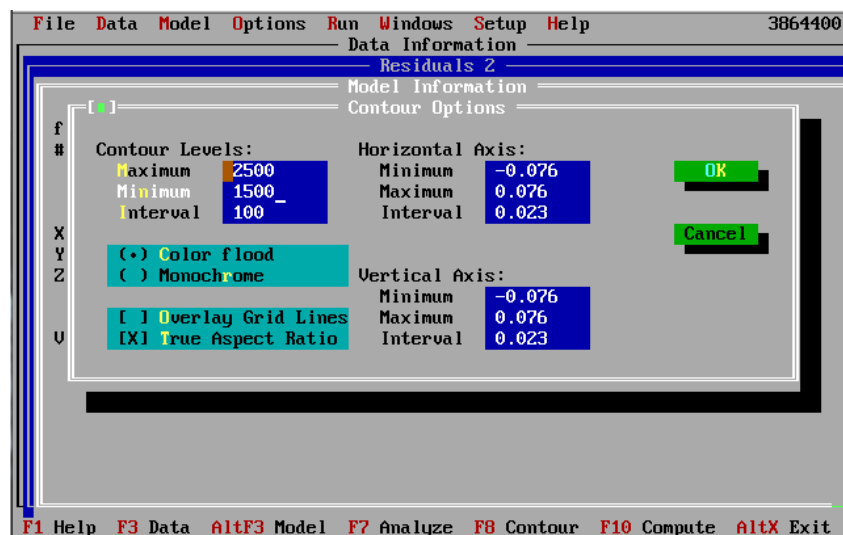 File Data Model Options Run Windows Setup Help 3864400
Data Information
Residuals 2
Model Information
[■] Contour Options
f
# Contour Levels: Horizontal Axis:
Maximum 2500 Minimum -0.076 OK
Minimum 1500_ Maximum 0.076
Interval 100 Interval 0.023
X Cancel
Y (•) Color flood
Z ( ) Monochrome Vertical Axis:
Minimum -0.076
[ ] Overlay Grid Lines Maximum 0.076
V [X] True Aspect Ratio Interval 0.023
F1 Help F3 Data AltF3 Model F7 Analyze F8 Contour F10 Compute AltX Exit